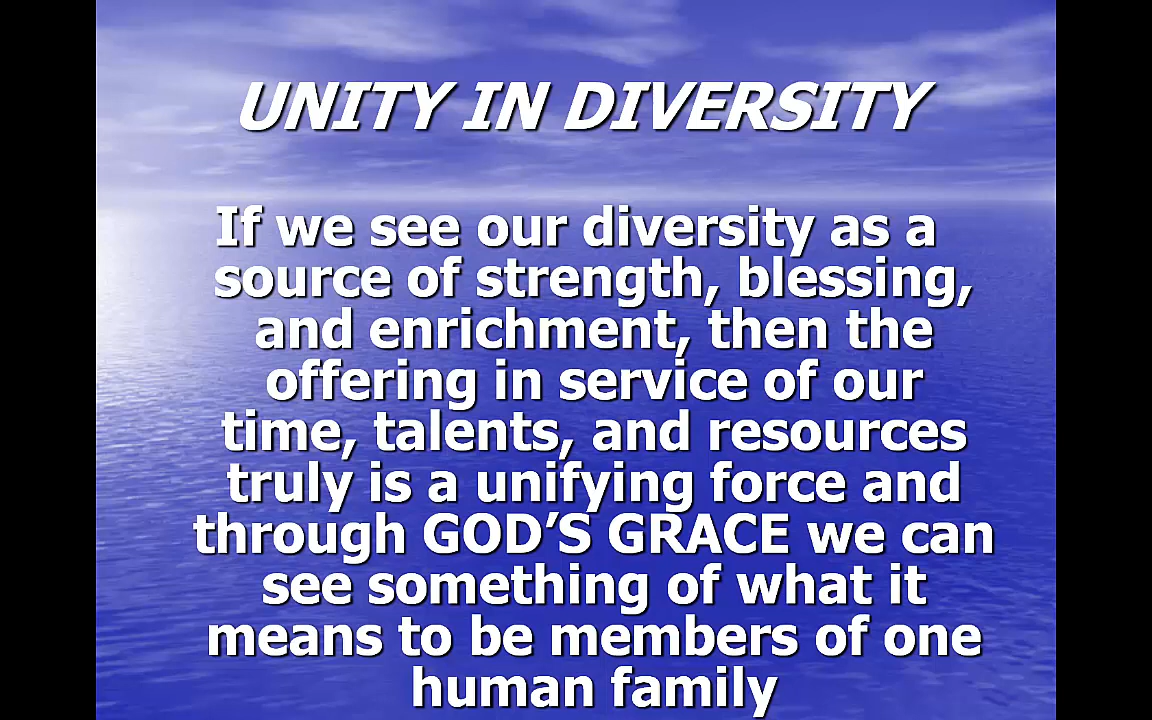 UNITY IN DIVERSITY
If we see our diversity as a
source of strength, blessing,
and enrichment, then the
offering in service of our
time, talents, and resources
truly is a unifying force and
through GOD’S GRACE we can
see something of what it
means to be members of one
human family